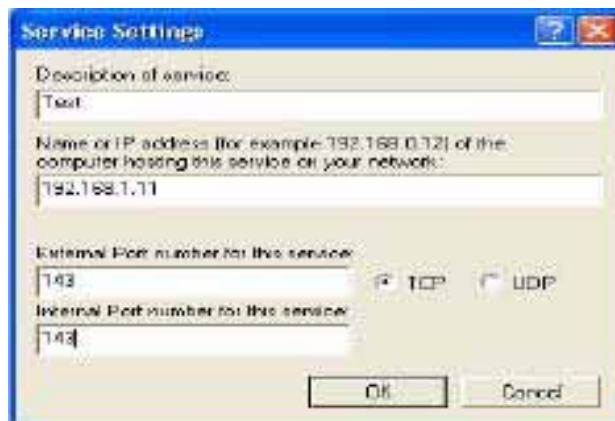 Service Settings
Description of service:
Test
Name or IP address (for example 192.168.0.12) of the
computer hosting this service on your network:
192.168.1.11
External Port number for this service:
143
TCP
UDP
Internal Port number for this service:
143
OK
Cancel